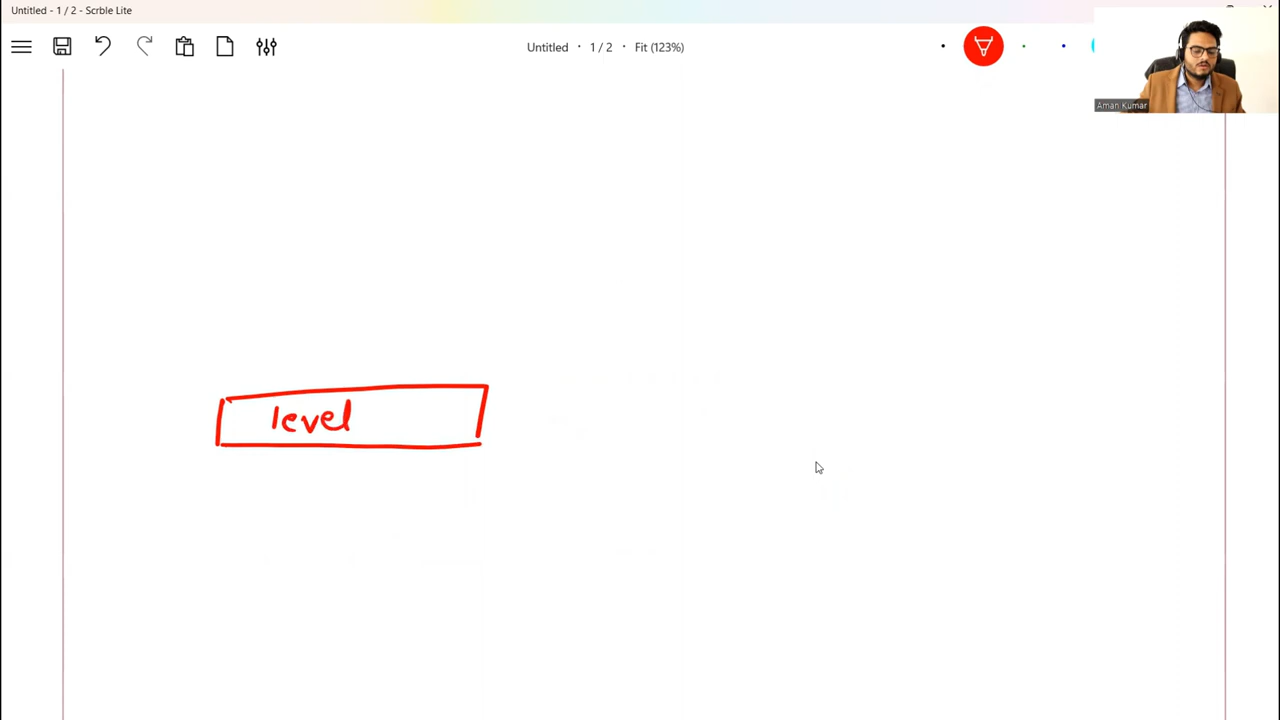 Untitled - 1 / 2 - Scrble Lite
Untitled • 1 / 2 • Fit (123%)
Aman Kumar
level